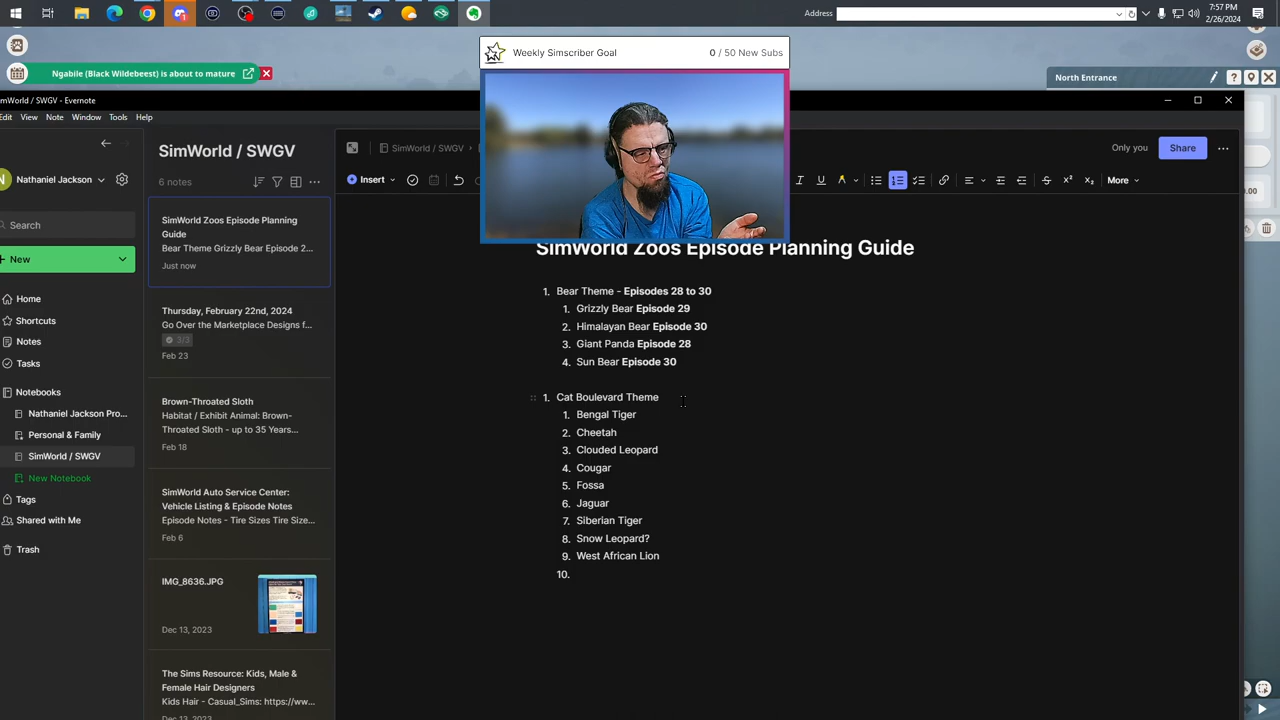 Address
7:57 PM
2/26/2024
Weekly Simscriber Goal
0 / 50 New Subs
Ngabile (Black Wildebeest) is about to mature
North Entrance
SimWorld / SWGV - Evernote
Edit View Note Window Tools Help
SimWorld / SWGV
6 notes
Nathaniel Jackson
Search
New
Home
Shortcuts
Notes
Tasks
Notebooks
Nathaniel Jackson Pro...
Personal & Family
SimWorld / SWGV
New Notebook
Tags
Shared with Me
Trash
SimWorld Zoos Episode Planning
Guide
Bear Theme Grizzly Bear Episode 2...
Just now
Thursday, February 22nd, 2024
Go Over the Marketplace Designs f...
3/3
Feb 23
Brown-Throated Sloth
Habitat / Exhibit Animal: Brown-
Throated Sloth - up to 35 Years...
Feb 18
SimWorld Auto Service Center:
Vehicle Listing & Episode Notes
Episode Notes - Tire Sizes Tire Size...
Feb 6
IMG_8636.JPG
Dec 13, 2023
The Sims Resource: Kids, Male &
Female Hair Designers
Kids Hair - Casual_Sims: https://ww...
Dec 13, 2023
SimWorld / SWGV
Only you
Share
Insert
More
SimWorld Zoos Episode Planning Guide
1. Bear Theme - Episodes 28 to 30
1. Grizzly Bear Episode 29
2. Himalayan Bear Episode 30
3. Giant Panda Episode 28
4. Sun Bear Episode 30
1. Cat Boulevard Theme
1. Bengal Tiger
2. Cheetah
3. Clouded Leopard
4. Cougar
5. Fossa
6. Jaguar
7. Siberian Tiger
8. Snow Leopard?
9. West African Lion
10.